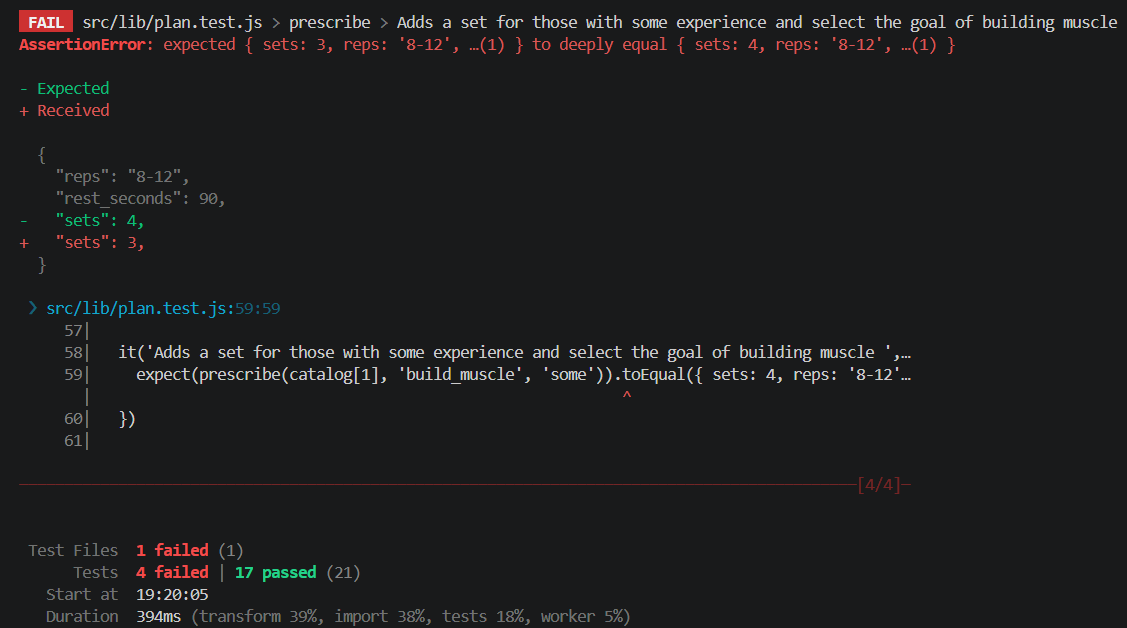 FAIL src/lib/plan.test.js > prescribe > Adds a set for those with some experience and select the goal of building muscle
AssertionError: expected { sets: 3, reps: '8-12', …(1) } to deeply equal { sets: 4, reps: '8-12', …(1) }
- Expected
+ Received
{
"reps": "8-12",
"rest_seconds": 90,
- "sets": 4,
+ "sets": 3,
}
❯ src/lib/plan.test.js:59:59
57|
58| it('Adds a set for those with some experience and select the goal of building muscle ',…
59| expect(prescribe(catalog[1], 'build_muscle', 'some')).toEqual({ sets: 4, reps: '8-12'…
| ^
60| })
61|
[4/4]
Test Files 1 failed (1)
Tests 4 failed | 17 passed (21)
Start at 19:20:05
Duration 394ms (transform 39%, import 38%, tests 18%, worker 5%)